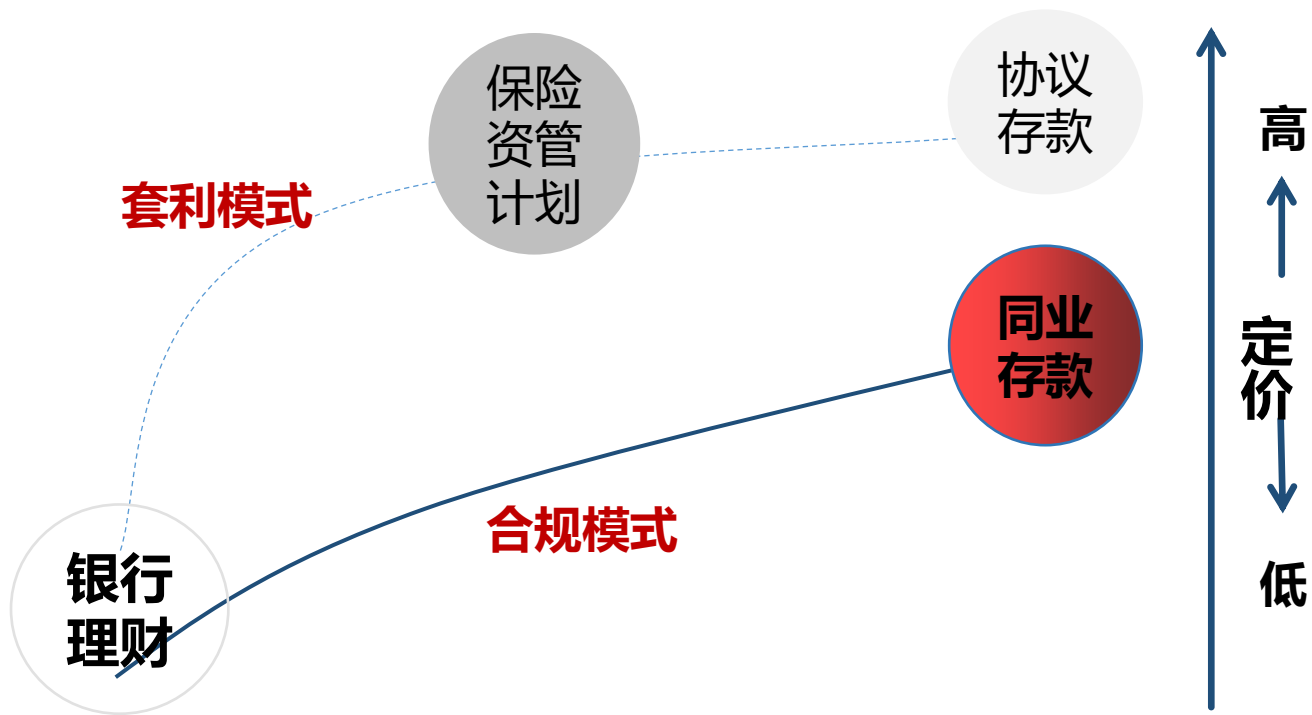 保险
资管
计划
协议
存款
高
套利模式
同业
存款
定
价
合规模式
银行
理财
低